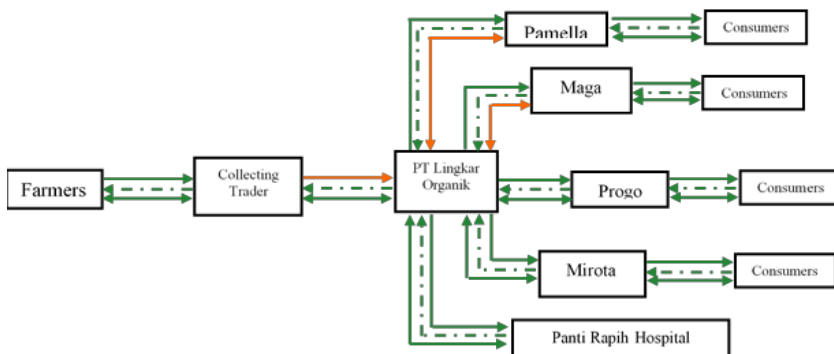 Pamella
Consumers
Maga
Consumers
Farmers
Collecting
Trader
PT Lingkar
Organik
Progo
Consumers
Mirota
Consumers
Panti Rapih Hospital